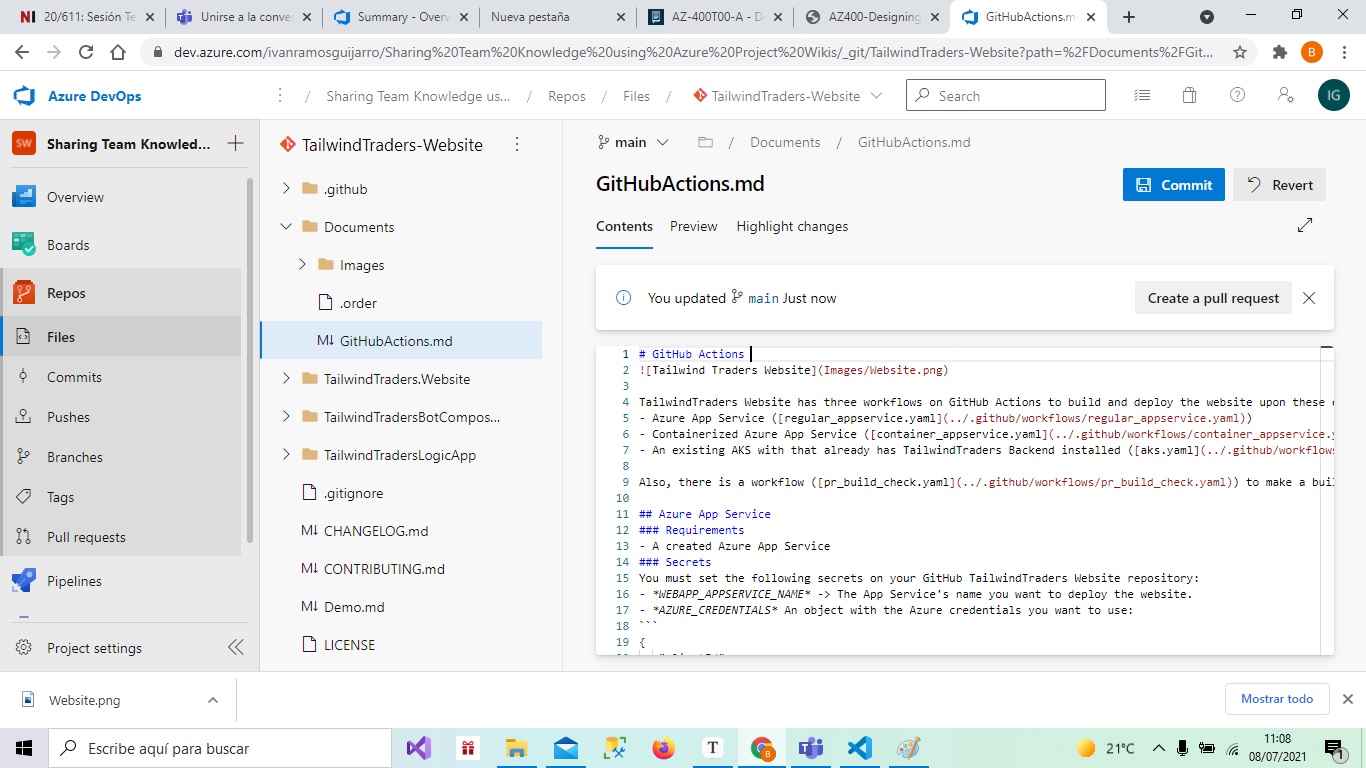 20/611: Sesión Te
Unirse a la conver
Summary - Overv
Nueva pestaña
AZ-400T00-A - D
AZ400-Designing
GitHubActions.m
dev.azure.com/ivanramosguijarro/Sharing%20Team%20Knowledge%20using%20Azure%20Project%20Wikis/_git/TailwindTraders-Website?path=%2FDocuments%2FGit...
B
Azure DevOps
/ Sharing Team Knowledge us... / Repos / Files / TailwindTraders-Website
Search
IG
SW Sharing Team Knowled...
Overview
Boards
Repos
Files
Commits
Pushes
Branches
Tags
Pull requests
Pipelines
Project settings
TailwindTraders-Website
.github
Documents
Images
.order
M↓ GitHubActions.md
TailwindTraders.Website
TailwindTradersBotCompos...
TailwindTradersLogicApp
.gitignore
M↓ CHANGELOG.md
M↓ CONTRIBUTING.md
M↓ Demo.md
LICENSE
main / Documents / GitHubActions.md
GitHubActions.md
Commit
Revert
Contents
Preview
Highlight changes
You updated main Just now
Create a pull request
1 # GitHub Actions
2 ![Tailwind Traders Website](Images/Website.png)
3
4 TailwindTraders Website has three workflows on GitHub Actions to build and deploy the website upon these e
5 - Azure App Service ([regular_appservice.yaml](../.github/workflows/regular_appservice.yaml))
6 - Containerized Azure App Service ([container_appservice.yaml](../.github/workflows/container_appservice.y
7 - An existing AKS with that already has TailwindTraders Backend installed ([aks.yaml](../.github/workflows
8
9 Also, there is a workflow ([pr_build_check.yaml](../.github/workflows/pr_build_check.yaml)) to make a buil
10
11 ## Azure App Service
12 ### Requirements
13 - A created Azure App Service
14 ### Secrets
15 You must set the following secrets on your GitHub TailwindTraders Website repository:
16 - *WEBAPP_APPSERVICE_NAME* -> The App Service's name you want to deploy the website.
17 - *AZURE_CREDENTIALS* An object with the Azure credentials you want to use:
18 ```
19 {
Website.png
Mostrar todo
Escribe aquí para buscar
21°C
11:08
08/07/2021
1